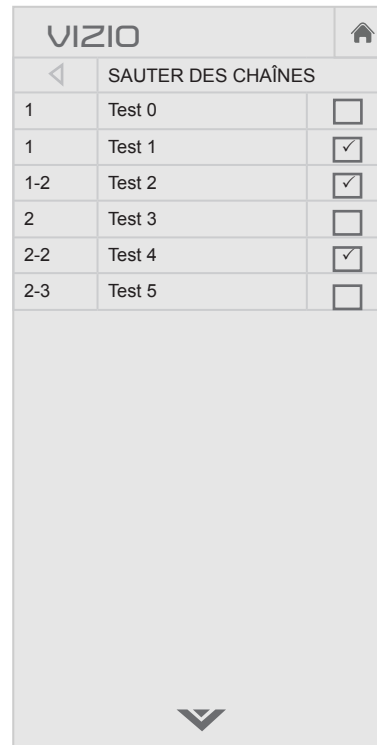 VIZIO
SAUTER DES CHAÎNES
1 Test 0
1 Test 1
1-2 Test 2
2 Test 3
2-2 Test 4
2-3 Test 5